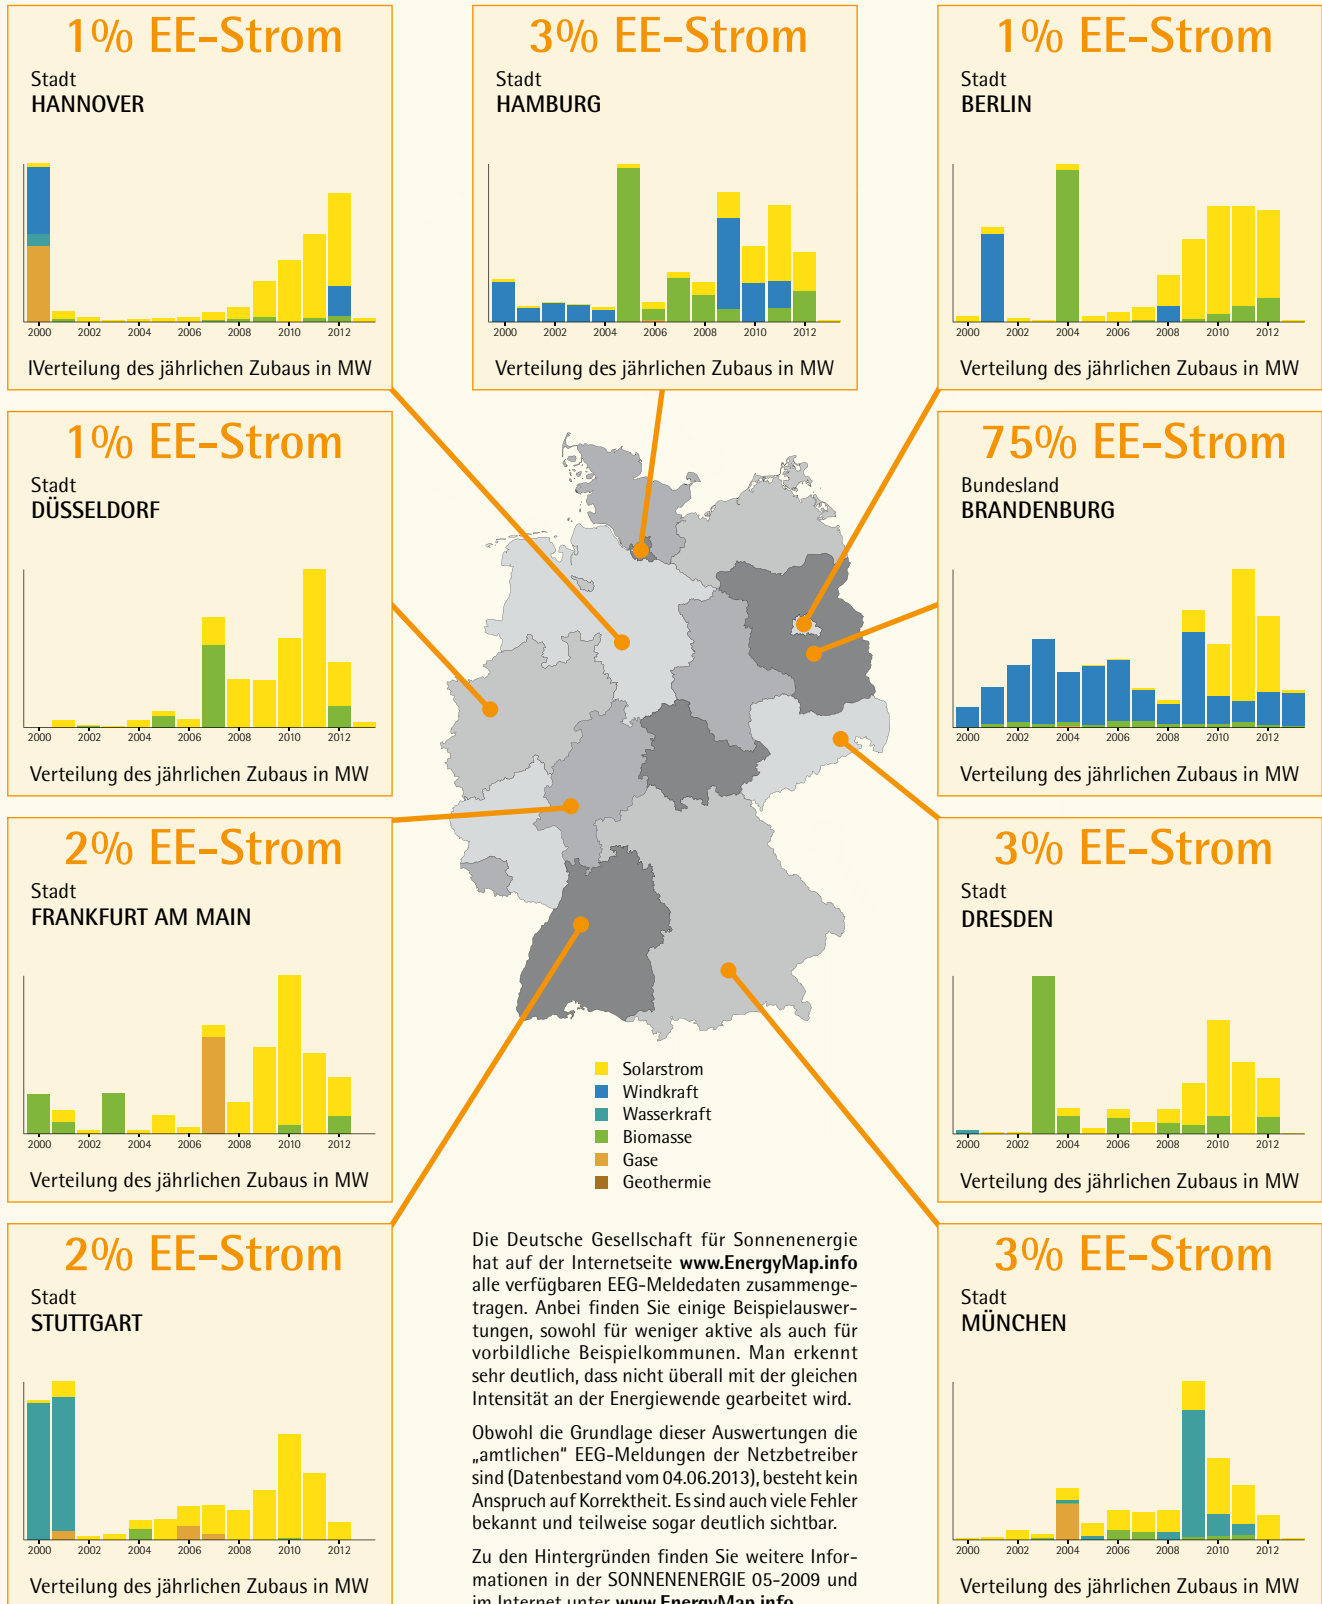 1% EE-Strom
Stadt
HANNOVER
2000 2002 2004 2006 2008 2010 2012
IVerteilung des jährlichen Zubaus in MW
3% EE-Strom
Stadt
HAMBURG
2000 2002 2004 2006 2008 2010 2012
Verteilung des jährlichen Zubaus in MW
1% EE-Strom
Stadt
BERLIN
2000 2002 2004 2006 2008 2010 2012
Verteilung des jährlichen Zubaus in MW
1% EE-Strom
Stadt
DÜSSELDORF
2000 2002 2004 2006 2008 2010 2012
Verteilung des jährlichen Zubaus in MW
75% EE-Strom
Bundesland
BRANDENBURG
2000 2002 2004 2006 2008 2010 2012
Verteilung des jährlichen Zubaus in MW
2% EE-Strom
Stadt
FRANKFURT AM MAIN
2000 2002 2004 2006 2008 2010 2012
Verteilung des jährlichen Zubaus in MW
3% EE-Strom
Stadt
DRESDEN
2000 2002 2004 2006 2008 2010 2012
Verteilung des jährlichen Zubaus in MW
Solarstrom
Windkraft
Wasserkraft
Biomasse
Gase
Geothermie
2% EE-Strom
Stadt
STUTTGART
2000 2002 2004 2006 2008 2010 2012
Verteilung des jährlichen Zubaus in MW
Die Deutsche Gesellschaft für Sonnenenergie
hat auf der Internetseite www.EnergyMap.info
alle verfügbaren EEG-Meldedaten zusammenge-
tragen. Anbei finden Sie einige Beispielauswer-
tungen, sowohl für weniger aktive als auch für
vorbildliche Beispielkommunen. Man erkennt
sehr deutlich, dass nicht überall mit der gleichen
Intensität an der Energiewende gearbeitet wird.
Obwohl die Grundlage dieser Auswertungen die
„amtlichen“ EEG-Meldungen der Netzbetreiber
sind (Datenbestand vom 04.06.2013), besteht kein
Anspruch auf Korrektheit. Es sind auch viele Fehler
bekannt und teilweise sogar deutlich sichtbar.
Zu den Hintergründen finden Sie weitere Infor-
mationen in der SONNENENERGIE 05-2009 und
im Internet unter www.EnergyMap.info
3% EE-Strom
Stadt
MÜNCHEN
2000 2002 2004 2006 2008 2010 2012
Verteilung des jährlichen Zubaus in MW